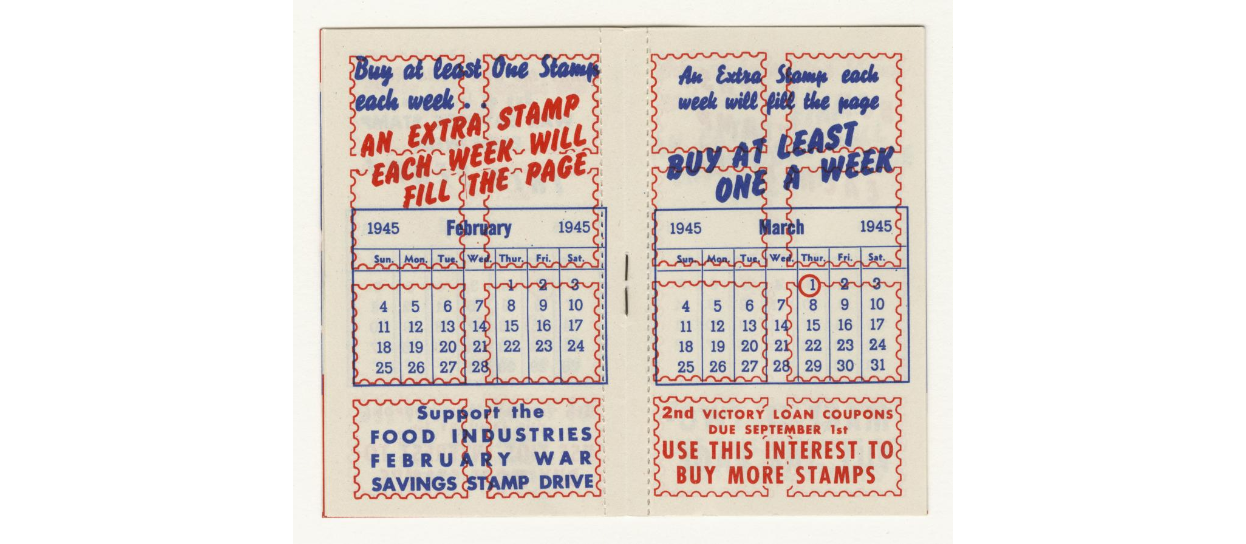 Buy at least One Stamp
each week . .
AN EXTRA STAMP
EACH WEEK WILL
FILL THE PAGE
1945 February 1945
Sun. Mon. Tue. Wed. Thur. Fri. Sat.
1 2 3
4 5 6 7 8 9 10
11 12 13 14 15 16 17
18 19 20 21 22 23 24
25 26 27 28
Support the
FOOD INDUSTRIES
FEBRUARY WAR
SAVINGS STAMP DRIVE
An Extra Stamp each
week will fill the page
BUY AT LEAST
ONE A WEEK
1945 March 1945
Sun. Mon. Tue. Wed. Thur. Fri. Sat.
1 2 3
4 5 6 7 8 9 10
11 12 13 14 15 16 17
18 19 20 21 22 23 24
25 26 27 28 29 30 31
2nd VICTORY LOAN COUPONS
DUE SEPTEMBER 1st
USE THIS INTEREST TO
BUY MORE STAMPS